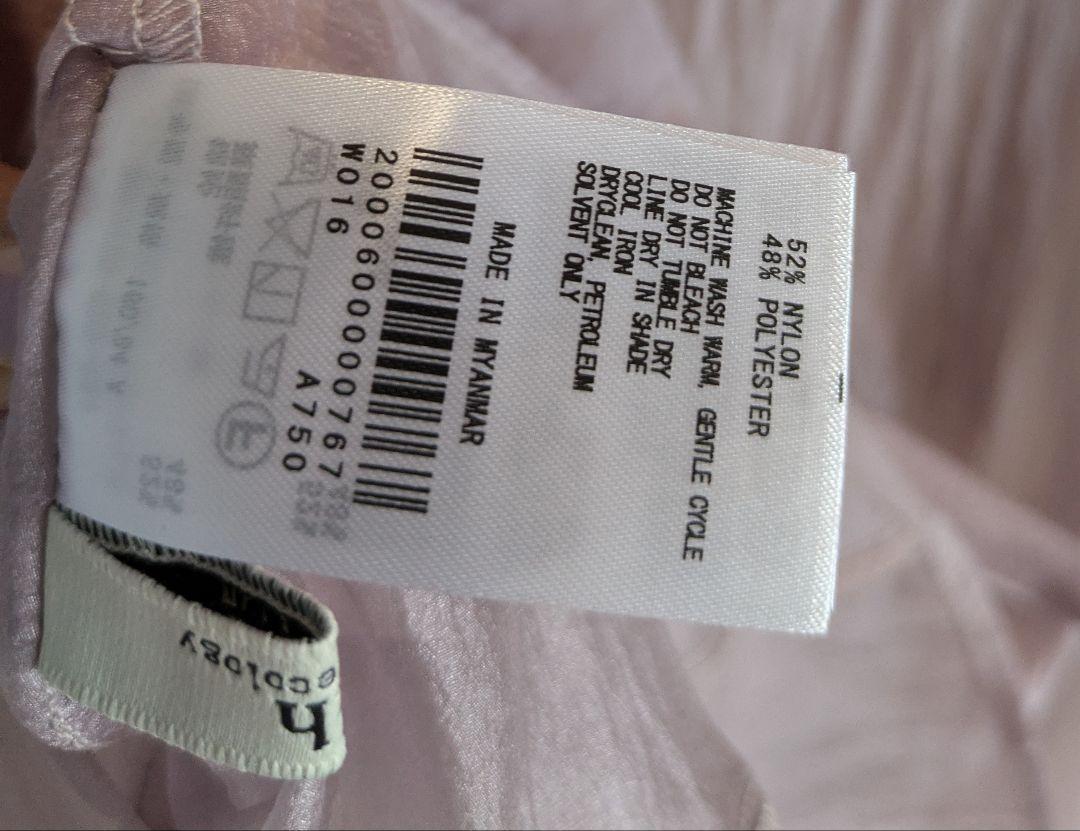 52% NYLON
48% POLYESTER
MACHINE WASH WARM, GENTLE CYCLE
DO NOT BLEACH
DO NOT TUMBLE DRY
LINE DRY IN SHADE
COOL IRON
DRYCLEAN, PETROLEUM
SOLVENT ONLY
MADE IN MYANMAR
2000600000767
W016
A750
h
ecology